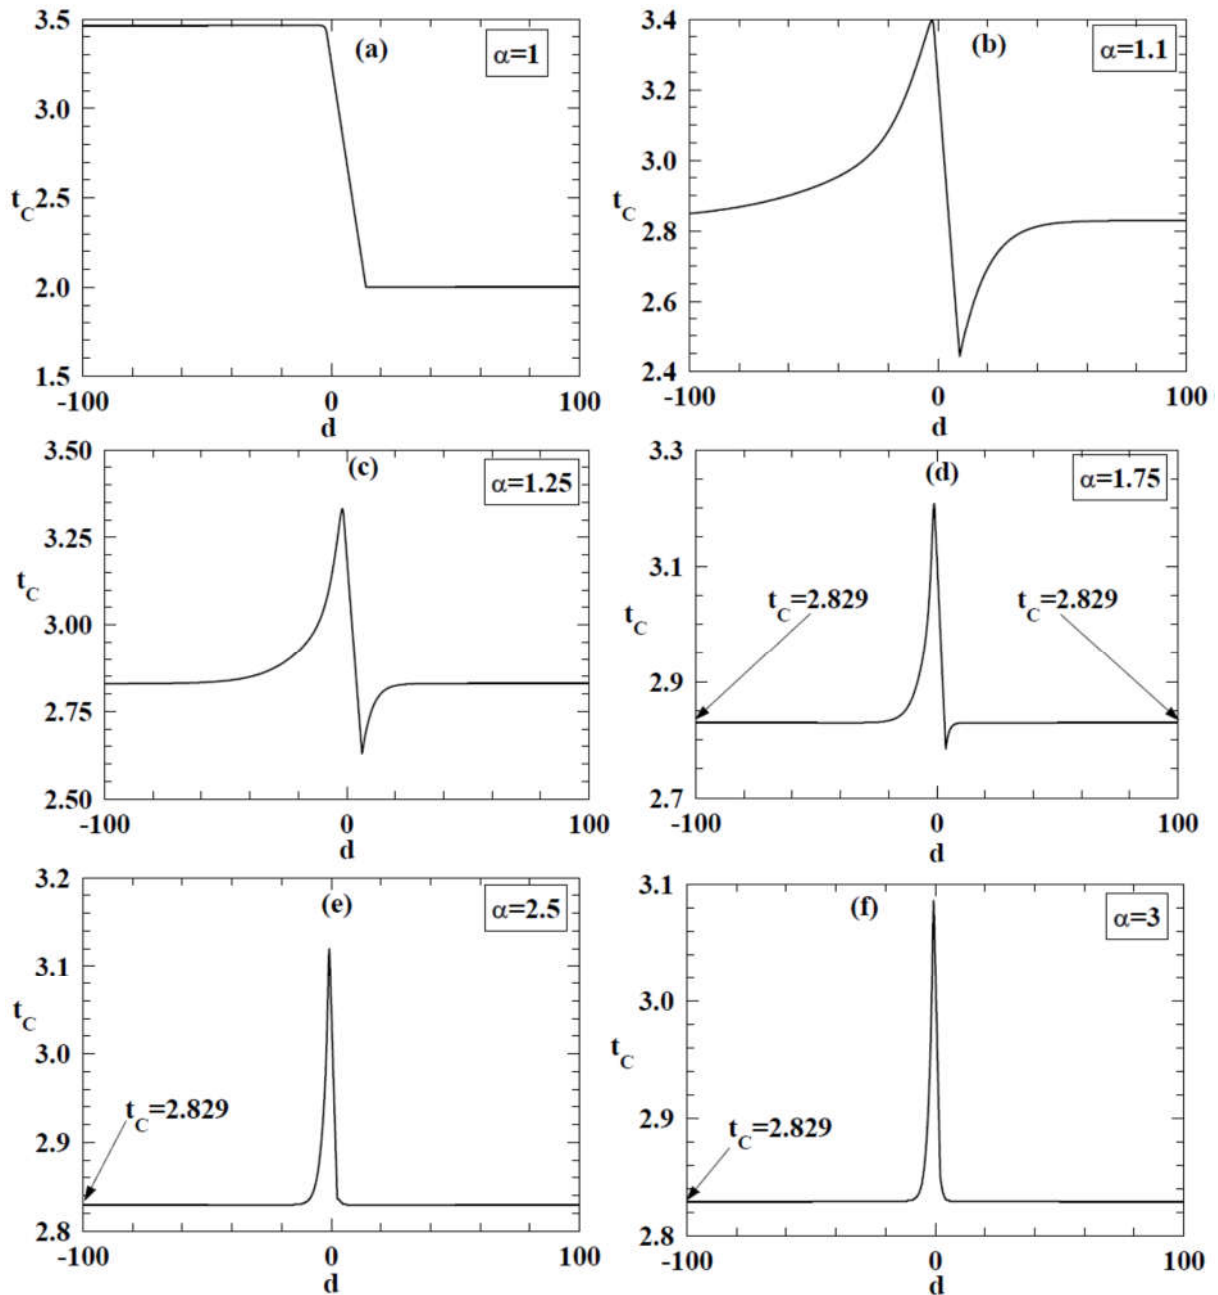 3.5
(a)
α=1
3.0
t_C
2.5
2.0
1.5
-100
0
100
d
3.4
(b)
α=1.1
3.2
3.0
t_C
2.8
2.6
2.4
-100
0
100
d
3.50
(c)
α=1.25
3.25
t_C
3.00
2.75
2.50
-100
0
100
d
3.3
(d)
α=1.75
3.1
t_C=2.829
t_C=2.829
t_C
2.9
2.7
-100
0
100
d
3.2
(e)
α=2.5
3.1
t_C
3.0
t_C=2.829
2.9
2.8
-100
0
100
d
3.1
(f)
α=3
3.0
t_C
2.9
t_C=2.829
2.8
-100
0
100
d